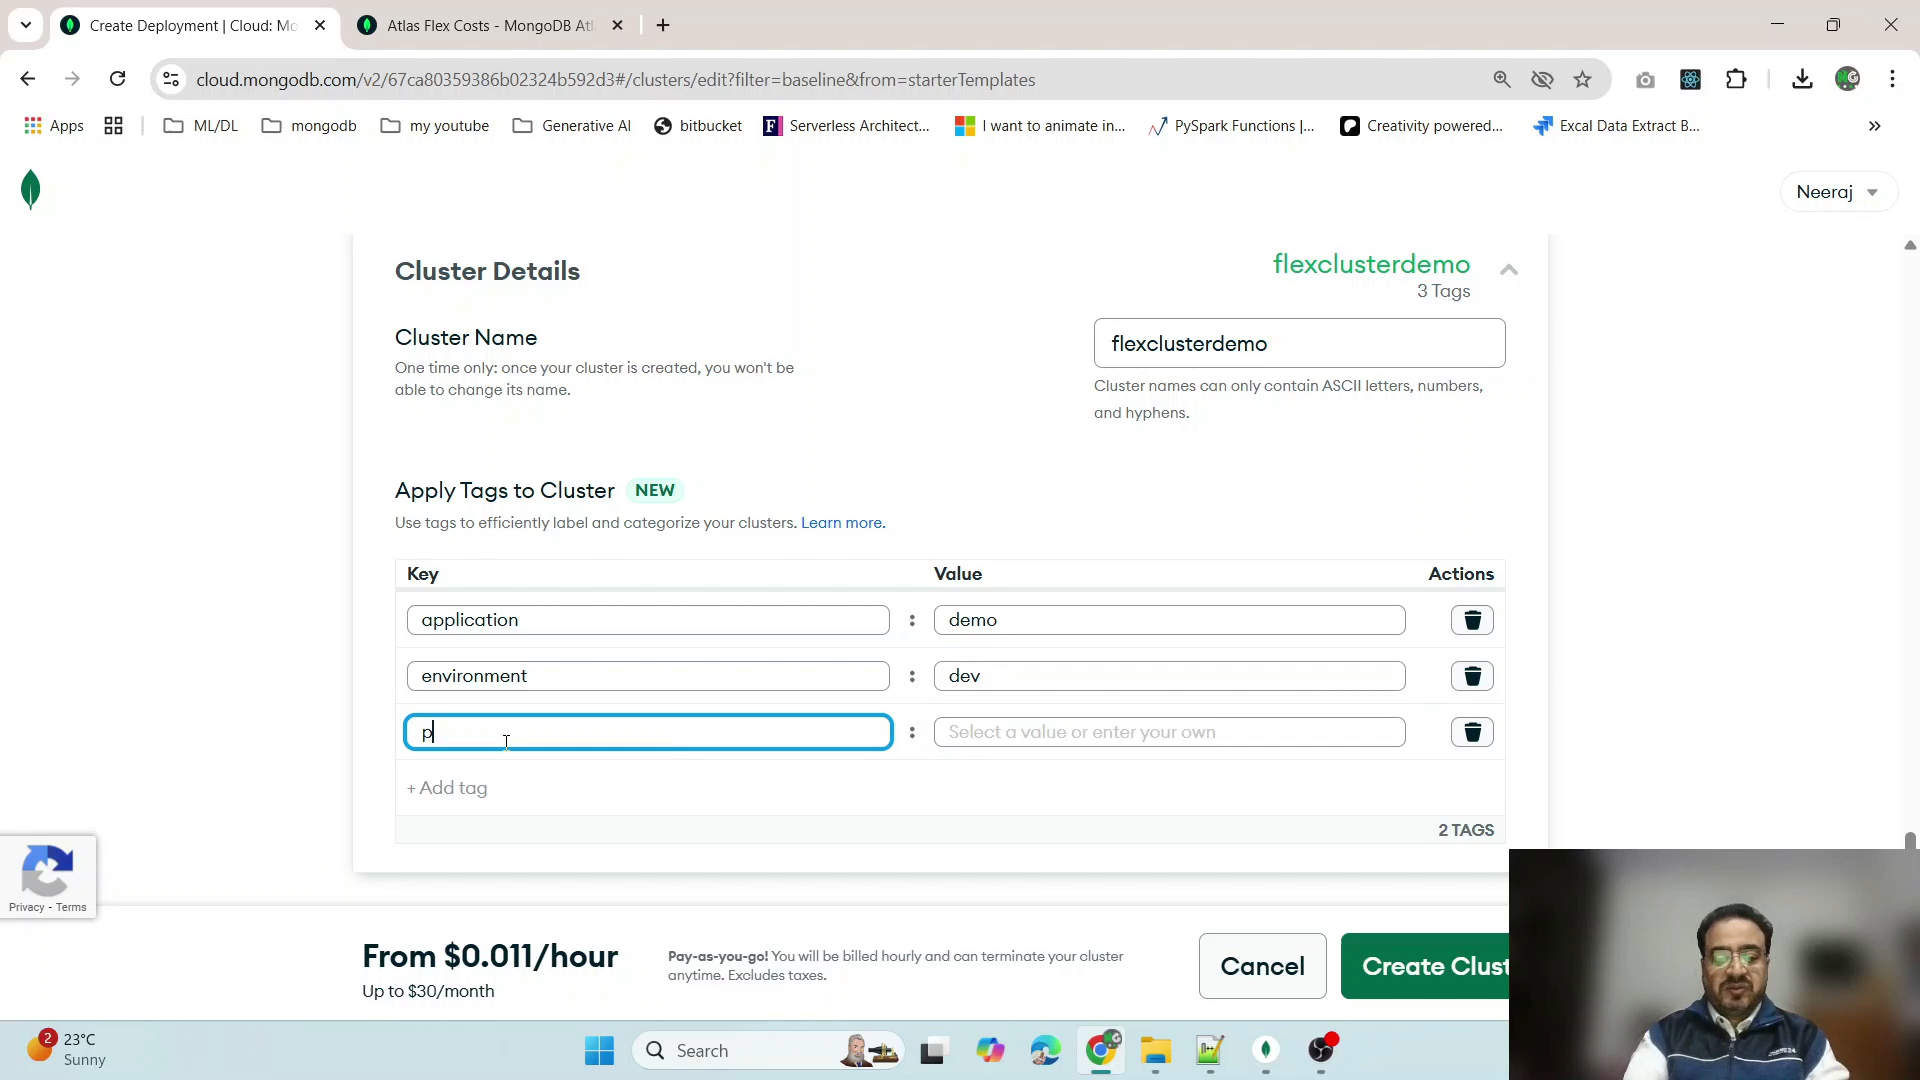 Create Deployment | Cloud: Mo
Atlas Flex Costs - MongoDB Atl
cloud.mongodb.com/v2/67ca80359386b02324b592d3#/clusters/edit?filter=baseline&from=starterTemplates
Apps
ML/DL
mongodb
my youtube
Generative AI
bitbucket
Serverless Architect...
I want to animate in...
PySpark Functions |...
Creativity powered...
Excal Data Extract B...
Neeraj
Cluster Details
flexclusterdemo
3 Tags
Cluster Name
flexclusterdemo
One time only: once your cluster is created, you won't be
able to change its name.
Cluster names can only contain ASCII letters, numbers,
and hyphens.
Apply Tags to Cluster NEW
Use tags to efficiently label and categorize your clusters. Learn more.
Key Value Actions
application : demo
environment : dev
p : Select a value or enter your own
+ Add tag
2 TAGS
Privacy - Terms
From $0.011/hour
Up to $30/month
Pay-as-you-go! You will be billed hourly and can terminate your cluster
anytime. Excludes taxes.
Cancel
Create Clust
2
23°C
Sunny
Search